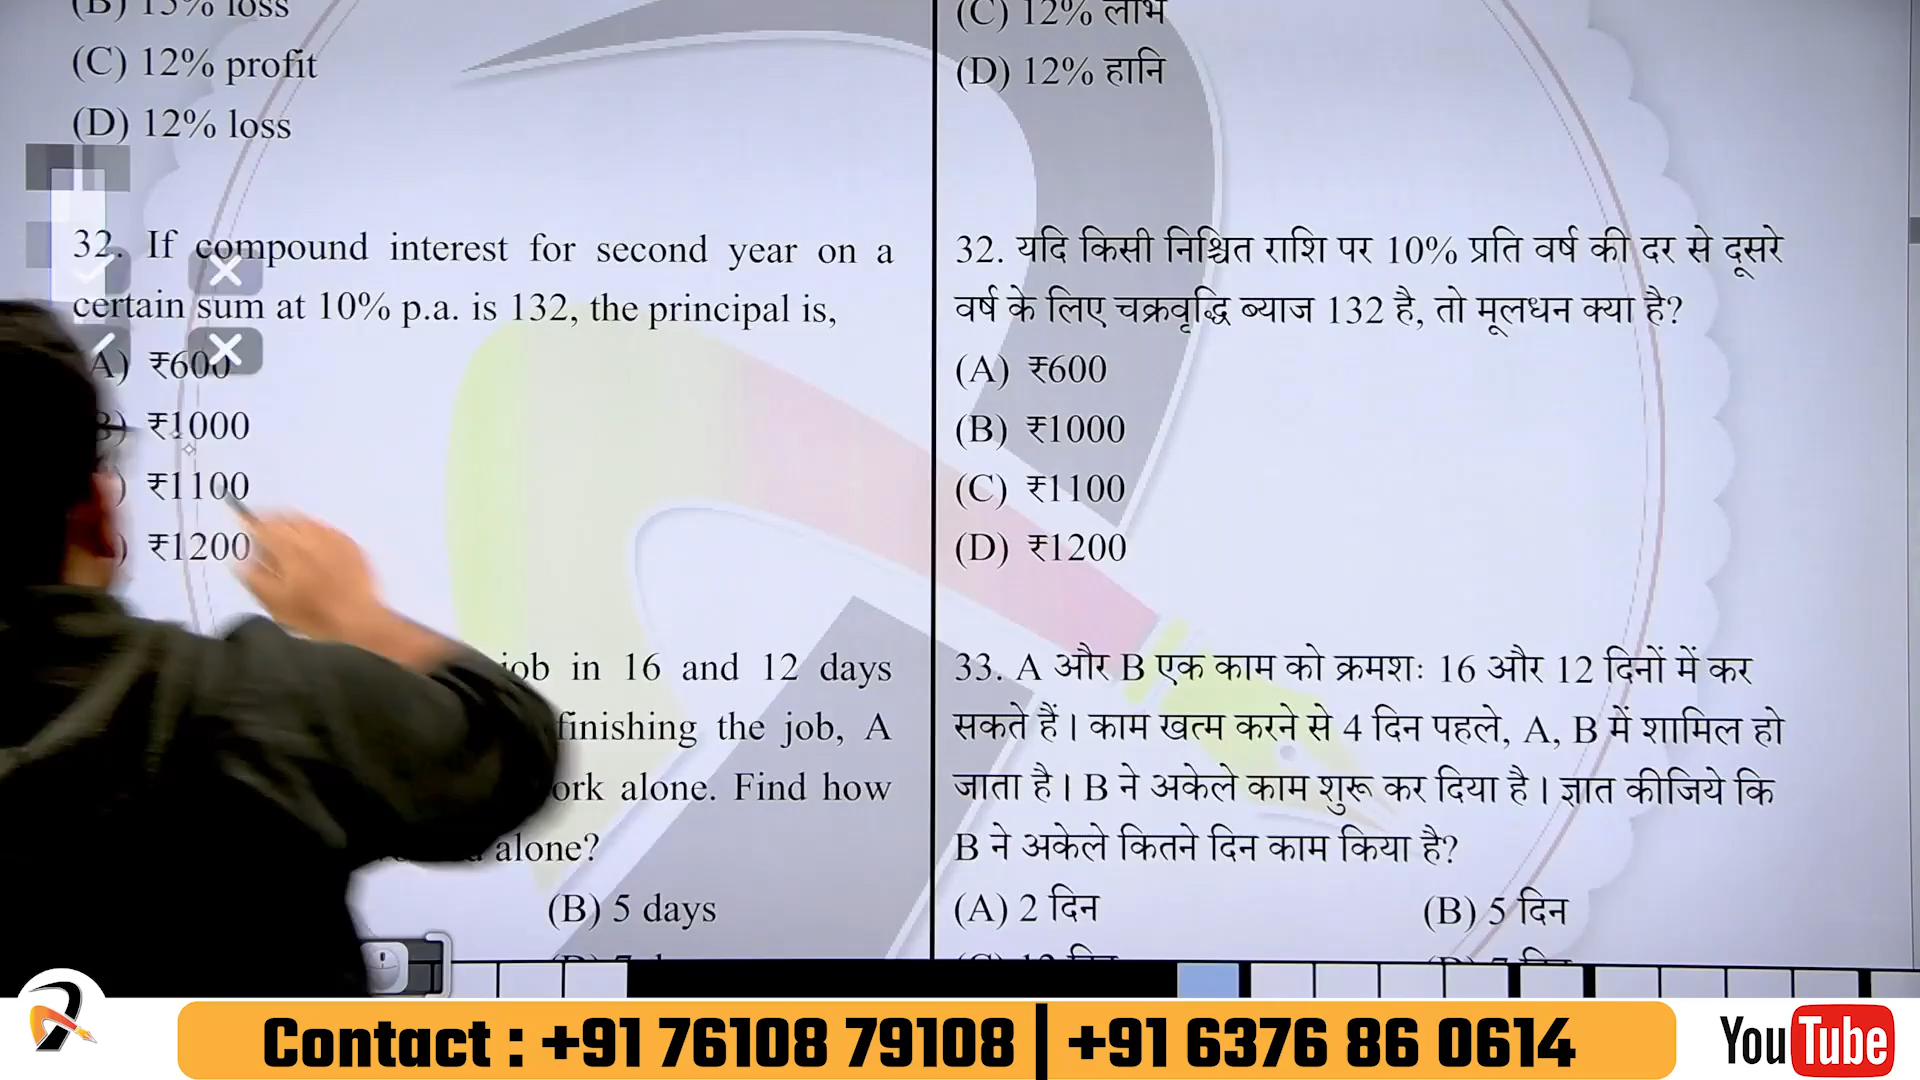 (B) 15% loss
(C) 12% profit
(D) 12% loss
32. If compound interest for second year on a
certain sum at 10% p.a. is 132, the principal is,
A) ₹600
B) ₹1000
) ₹1100
) ₹1200
job in 16 and 12 days
finishing the job, A
ork alone. Find how
alone?
(B) 5 days
(C) 12% लाभ
(D) 12% हानि
32. यदि किसी निश्चित राशि पर 10% प्रति वर्ष की दर से दूसरे
वर्ष के लिए चक्रवृद्धि ब्याज 132 है, तो मूलधन क्या है?
(A) ₹600
(B) ₹1000
(C) ₹1100
(D) ₹1200
33. A और B एक काम को क्रमशः 16 और 12 दिनों में कर
सकते हैं। काम खत्म करने से 4 दिन पहले, A, B में शामिल हो
जाता है। B ने अकेले काम शुरू कर दिया है। ज्ञात कीजिये कि
B ने अकेले कितने दिन काम किया है?
(A) 2 दिन (B) 5 दिन
Contact : +91 76108 79108 | +91 6376 86 0614
YouTube